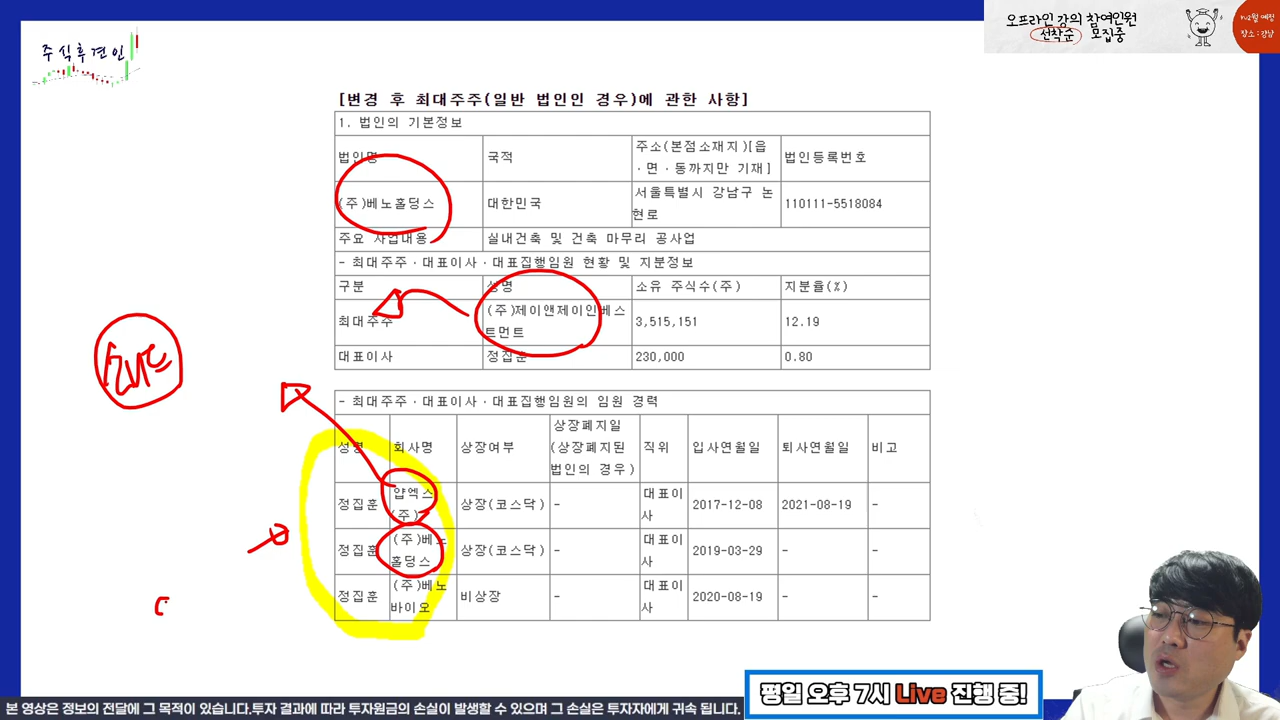 주식후견인
오프라인 강의 참여인원
선착순 모집중
장소 : 강남
[변경 후 최대주주(일반 법인인 경우)에 관한 사항]
1. 법인의 기본정보
법인명 국적 주소(본점소재지)[읍·면·동까지만 기재] 법인등록번호
(주)베노홀딩스 대한민국 서울특별시 강남구 논현로 110111-5518084
주요 사업내용 실내건축 및 건축 마무리 공사업
- 최대주주·대표이사·대표집행임원 현황 및 지분정보
구분 성명 소유 주식수(주) 지분율(%)
최대주주 (주)제이앤제이인베스트먼트 3,515,151 12.19
대표이사 정집훈 230,000 0.80
- 최대주주·대표이사·대표집행임원의 임원 경력
성명 회사명 상장여부 상장폐지일(상장폐지된 법인의 경우) 직위 입사연월일 퇴사연월일 비고
정집훈 얍엑스(주) 상장(코스닥) - 대표이사 2017-12-08 2021-08-19 -
정집훈 (주)베노홀딩스 상장(코스닥) - 대표이사 2019-03-29 - -
정집훈 (주)베노바이오 비상장 - 대표이사 2020-08-19 - -
평일 오후 7시 Live 진행 중!
본 영상은 정보의 전달에 그 목적이 있습니다.투자 결과에 따라 투자원금의 손실이 발생할 수 있으며 그 손실은 투자자에게 귀속 됩니다.